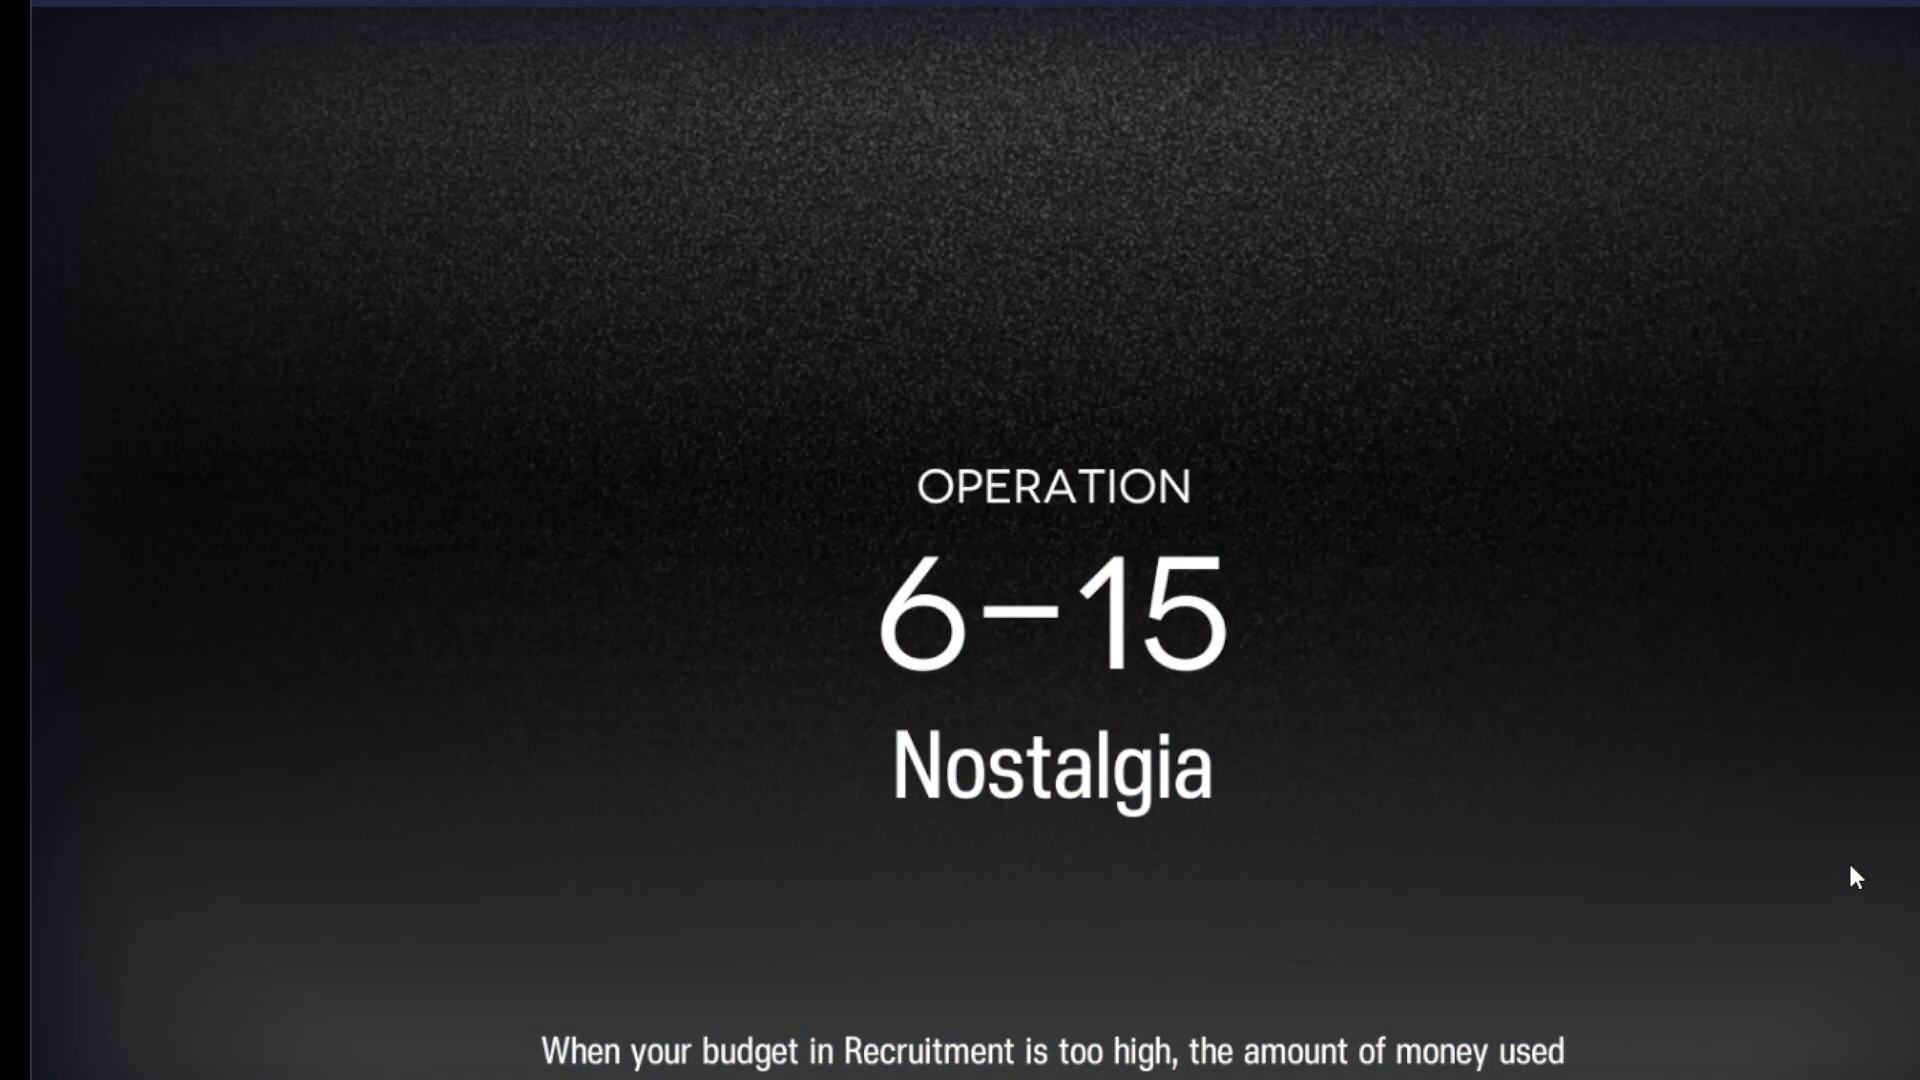 OPERATION
6–15
Nostalgia
When your budget in Recruitment is too high, the amount of money used